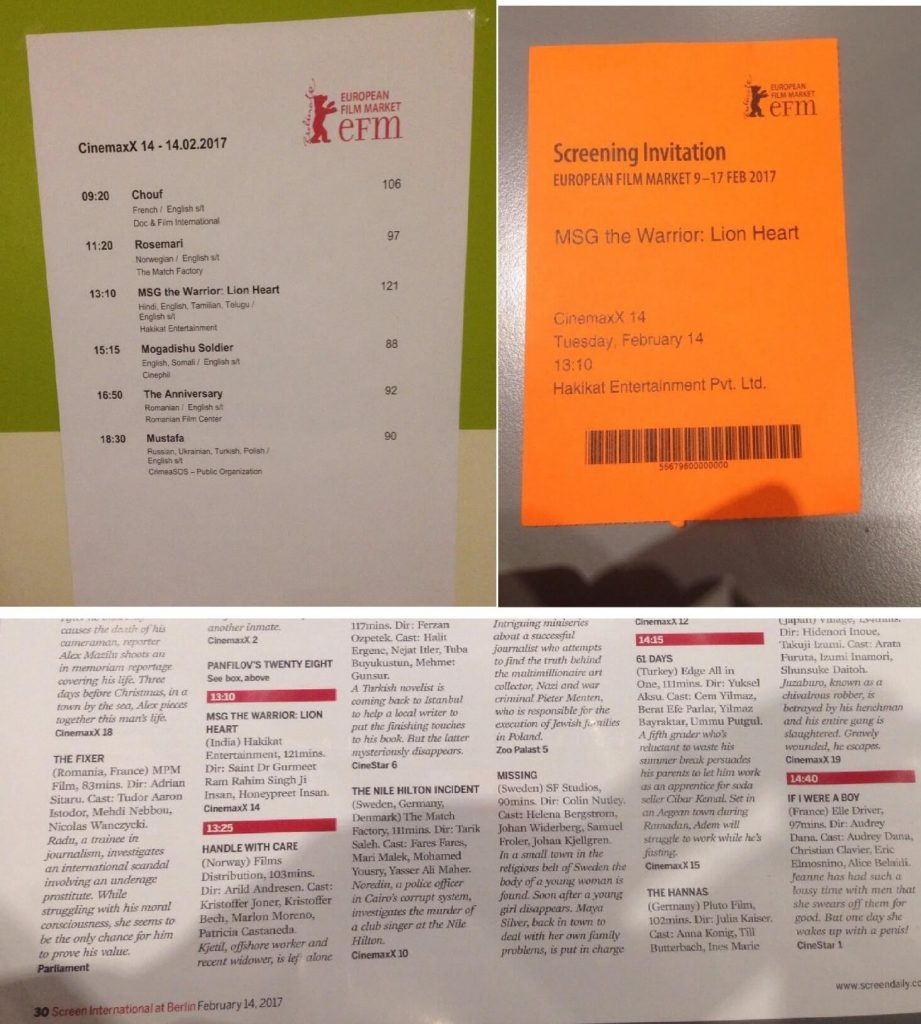 EUROPEAN
FILM MARKET
efm
CinemaxX 14 - 14.02.2017
09:20 Chouf 106
French / English s/t
Doc & Film International
11:20 Rosemari 97
Norwegian / English s/t
The Match Factory
13:10 MSG the Warrior: Lion Heart 121
Hindi, English, Tamilian, Telugu /
English s/t
Hakikat Entertainment
15:15 Mogadishu Soldier 88
English, Somali / English s/t
Cinephil
16:50 The Anniversary 92
Romanian / English s/t
Romanian Film Center
18:30 Mustafa 90
Russian, Ukrainian, Turkish, Polish /
English s/t
CrimeaSOS – Public Organization
EUROPEAN
FILM MARKET
efm
Screening Invitation
EUROPEAN FILM MARKET 9–17 FEB 2017
MSG the Warrior: Lion Heart
CinemaxX 14
Tuesday, February 14
13:10
Hakikat Entertainment Pvt. Ltd.
55679600000000
causes the death of his
cameraman, reporter
Alex Mazilu shoots an
in memoriam reportage
covering his life. Three
days before Christmas, in a
town by the sea, Alex pieces
together this man's life.
CinemaxX 18
THE FIXER
(Romania, France) MPM
Film, 83mins. Dir: Adrian
Sitaru. Cast: Tudor Aaron
Istodor, Mehdi Nebbou,
Nicolas Wanczycki.
Radu, a trainee in
journalism, investigates
an international scandal
involving an underage
prostitute. While
struggling with his moral
consciousness, she seems to
be the only chance for him
to prove his value.
Parliament
another inmate.
CinemaxX 2
PANFILOV'S TWENTY EIGHT
See box, above
13:10
MSG THE WARRIOR: LION
HEART
(India) Hakikat
Entertainment, 121mins.
Dir: Saint Dr Gurmeet
Ram Rahim Singh Ji
Insan, Honeypreet Insan.
CinemaxX 14
13:25
HANDLE WITH CARE
(Norway) Films
Distribution, 103mins.
Dir: Arild Andresen. Cast:
Kristoffer Joner, Kristoffer
Bech, Marlon Moreno,
Patricia Castaneda.
Kjetil, offshore worker and
recent widower, is left alone
117mins. Dir: Ferzan
Ozpetek. Cast: Halit
Ergenc, Nejat Itler, Tuba
Buyukustun, Mehmet
Gunsur.
A Turkish novelist is
coming back to Istanbul
to help a local writer to
put the finishing touches
to his book. But the latter
mysteriously disappears.
CineStar 6
THE NILE HILTON INCIDENT
(Sweden, Germany,
Denmark) The Match
Factory, 111mins. Dir: Tarik
Saleh. Cast: Fares Fares,
Mari Malek, Mohamed
Yousry, Yasser Ali Maher.
Noredin, a police officer
in Cairo's corrupt system,
investigates the murder of
a club singer at the Nile
Hilton.
CinemaxX 10
Intriguing miniseries
about a successful
journalist who attempts
to find the truth behind
the multimillionaire art
collector, Nazi and war
criminal Pieter Menten,
who is responsible for the
execution of Jewish families
in Poland.
Zoo Palast 5
MISSING
(Sweden) SF Studios,
90mins. Dir: Colin Nutley.
Cast: Helena Bergstrom,
Johan Widerberg, Samuel
Froler, Johan Kjellgren.
In a small town in the
religious belt of Sweden the
body of a young woman is
found. Soon after a young
girl disappears. Maya
Silver, back in town to
deal with her own family
problems, is put in charge
CinemaxX 12
14:15
61 DAYS
(Turkey) Edge All in
One, 111mins. Dir: Yuksel
Aksu. Cast: Cem Yilmaz,
Berat Efe Parlar, Yilmaz
Bayraktar, Ummu Putgul.
A fifth grader who's
reluctant to waste his
summer break persuades
his parents to let him work
as an apprentice for soda
seller Cibar Kemal. Set in
an Aegean town during
Ramadan, Adem will
struggle to work while he's
fasting.
CinemaxX 15
THE HANNAS
(Germany) Pluto Film,
102mins. Dir: Julia Kaiser.
Cast: Anna Konig, Till
Butterbach, Ines Marie
(Japan) Village,
Dir: Hidenori Inoue,
Takuji Izumi. Cast: Arata
Furuta, Izumi Inamori,
Shunsuke Daitoh.
Juzaburo, known as a
chivalrous robber, is
betrayed by his henchman
and his entire gang is
slaughtered. Gravely
wounded, he escapes.
CinemaxX 19
14:40
IF I WERE A BOY
(France) Elle Driver,
97mins. Dir: Audrey
Dana. Cast: Audrey Dana,
Christian Clavier, Eric
Elmosnino, Alice Belaidi.
Jeanne has had such a
lousy time with men that
she swears off them for
good. But one day she
wakes up with a penis!
CineStar 1
30 Screen International at Berlin February 14, 2017
www.screendaily.co